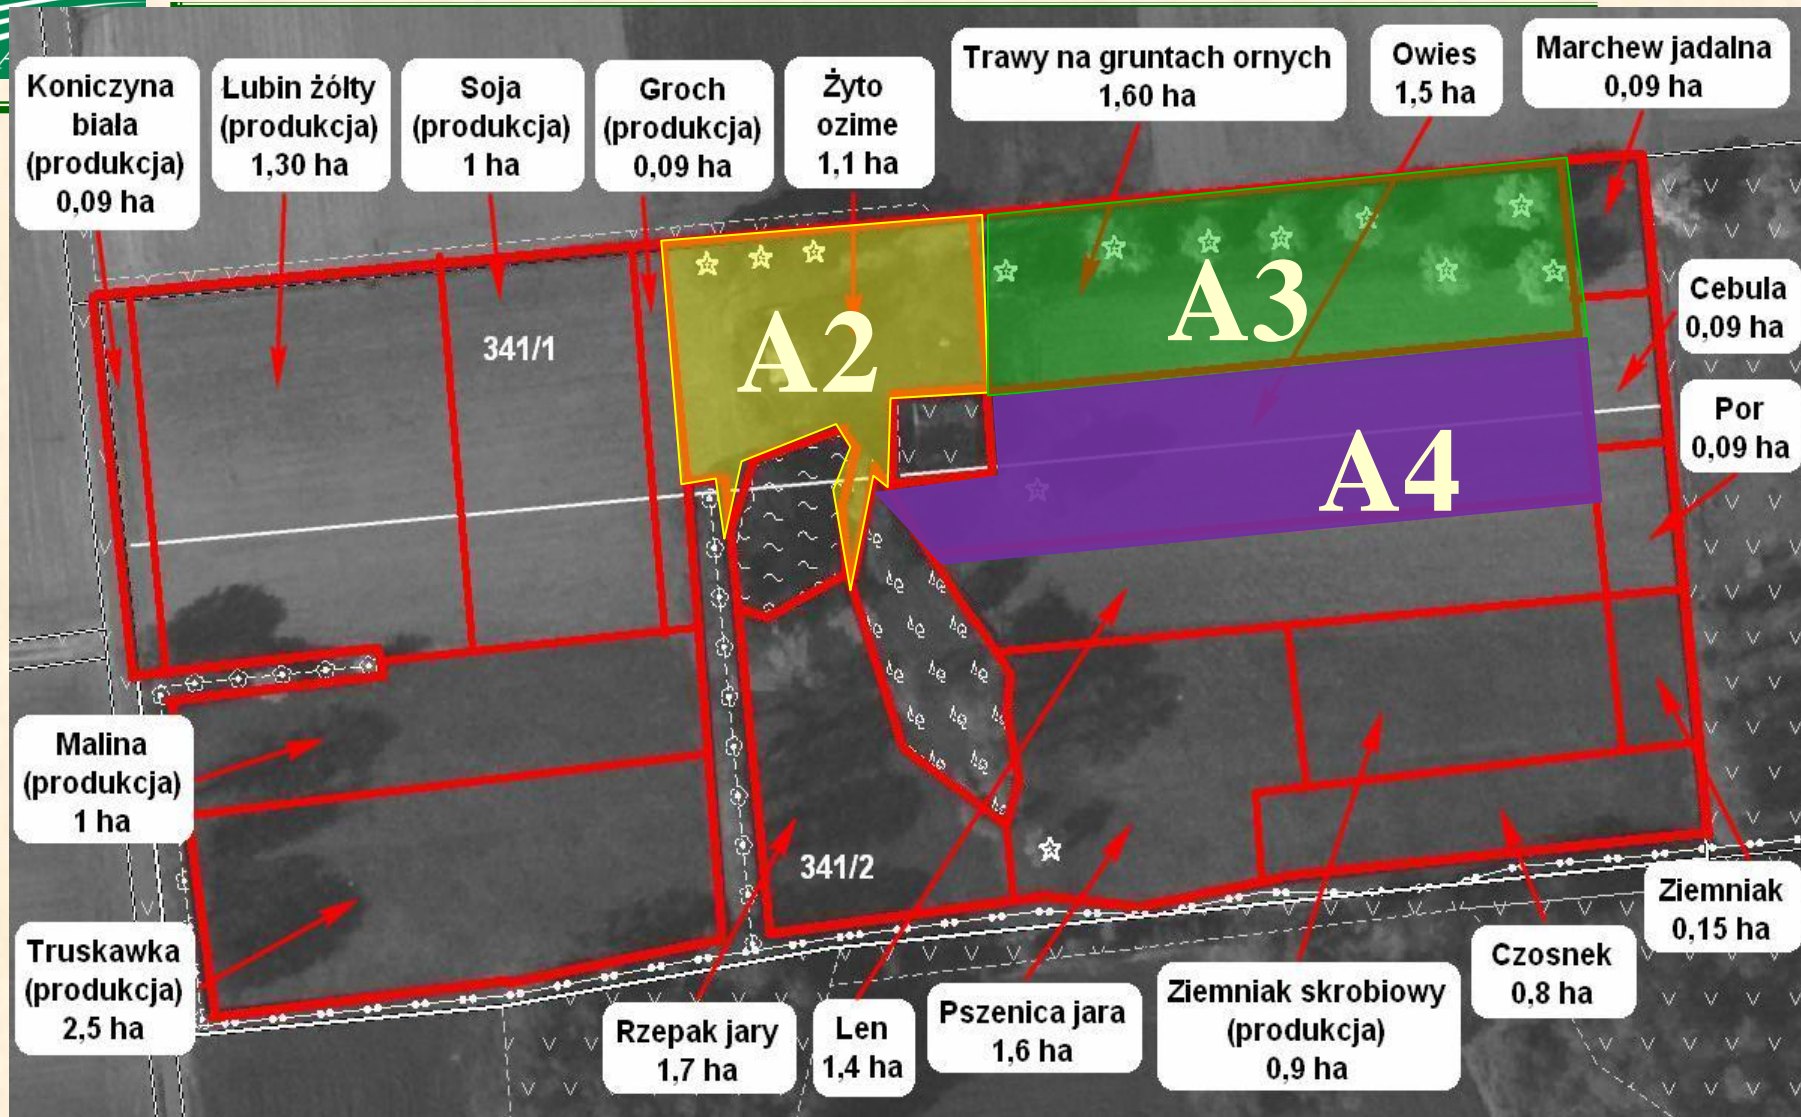 Koniczyna
biała
(produkcja)
0,09 ha
Łubin żółty
(produkcja)
1,30 ha
Soja
(produkcja)
1 ha
Groch
(produkcja)
0,09 ha
Żyto
ozime
1,1 ha
Trawy na gruntach ornych
1,60 ha
Owies
1,5 ha
Marchew jadalna
0,09 ha
Cebula
0,09 ha
Por
0,09 ha
341/1
A2
A3
A4
Malina
(produkcja)
1 ha
341/2
Truskawka
(produkcja)
2,5 ha
Rzepak jary
1,7 ha
Len
1,4 ha
Pszenica jara
1,6 ha
Ziemniak skrobiowy
(produkcja)
0,9 ha
Czosnek
0,8 ha
Ziemniak
0,15 ha